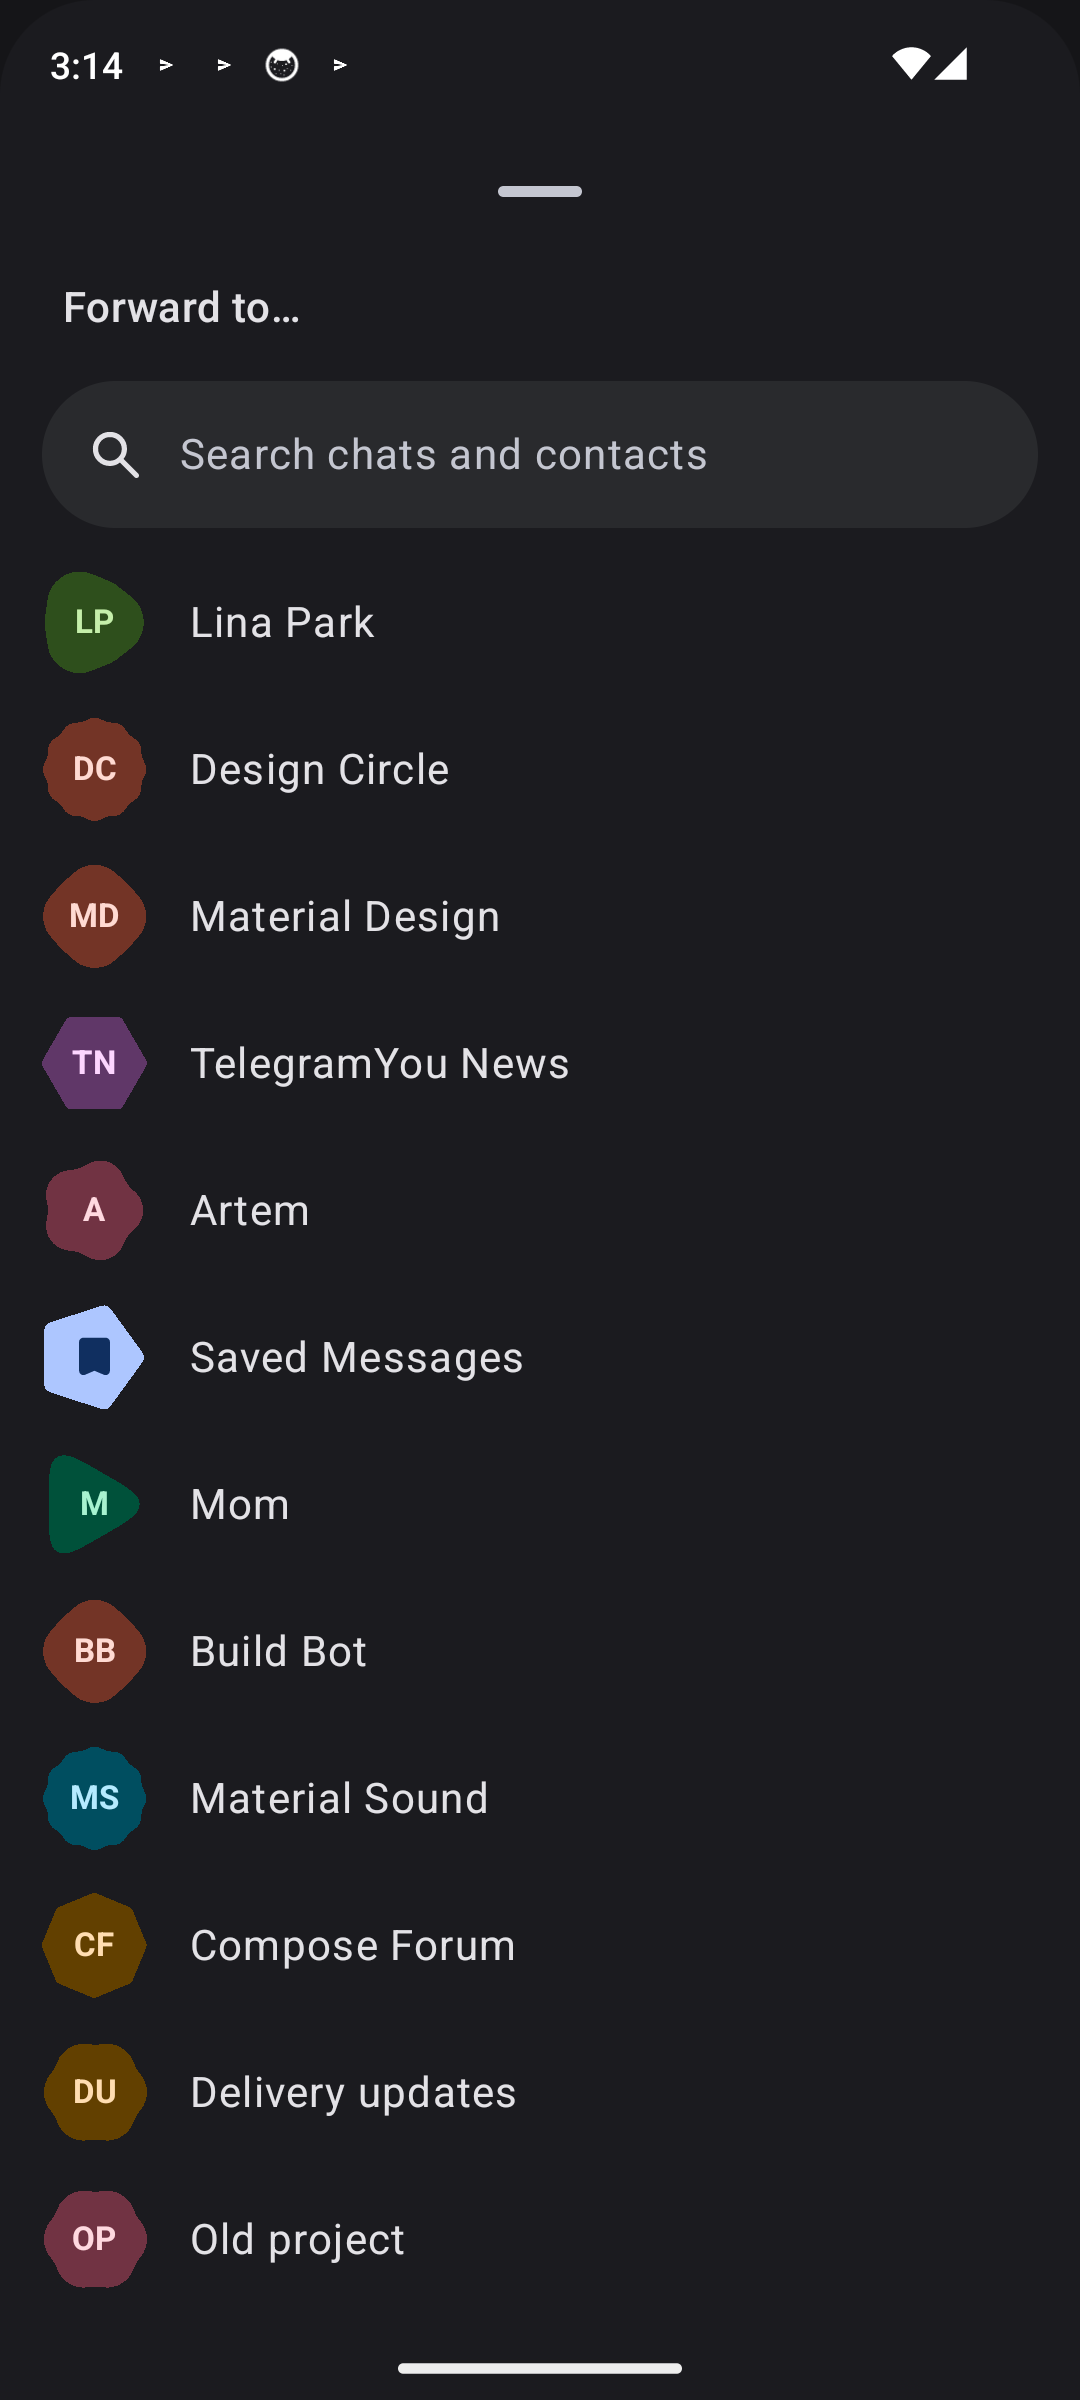 3:14
Forward to…
Search chats and contacts
LP Lina Park
DC Design Circle
MD Material Design
TN TelegramYou News
A Artem
Saved Messages
M Mom
BB Build Bot
MS Material Sound
CF Compose Forum
DU Delivery updates
OP Old project